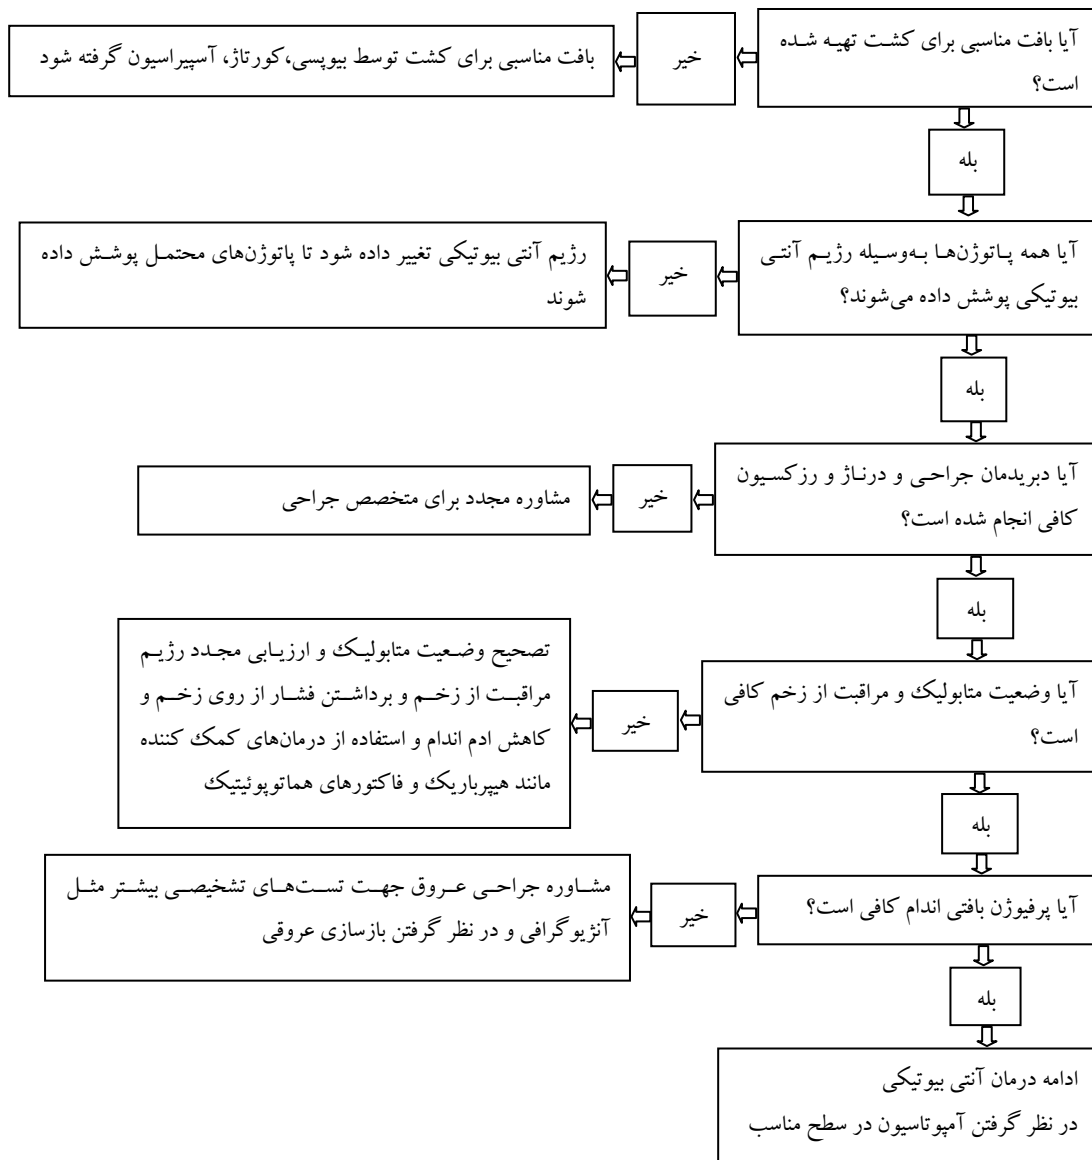 آیا بافت مناسبی برای کشت تهیه شده
است؟
خیر
بافت مناسبی برای کشت توسط بیوپسی،کورتاژ، آسپیراسیون گرفته شود
بله
آیا همه پاتوژن‌ها به‌وسیله رژیم آنتی
بیوتیکی پوشش داده می‌شوند؟
خیر
رژیم آنتی بیوتیکی تغییر داده شود تا پاتوژن‌های محتمل پوشش داده
شوند
بله
آیا دبریدمان جراحی و درناژ و رزکسیون
کافی انجام شده است؟
خیر
مشاوره مجدد برای متخصص جراحی
بله
آیا وضعیت متابولیک و مراقبت از زخم کافی
است؟
خیر
تصحیح وضعیت متابولیک و ارزیابی مجدد رژیم
مراقبت از زخم و برداشتن فشار از روی زخم و
کاهش ادم اندام و استفاده از درمان‌های کمک کننده
مانند هیپرباریک و فاکتورهای هماتوپوئیتیک
بله
آیا پرفیوژن بافتی اندام کافی است؟
خیر
مشاوره جراحی عروق جهت تست‌های تشخیصی بیشتر مثل
آنژیوگرافی و در نظر گرفتن بازسازی عروقی
بله
ادامه درمان آنتی بیوتیکی
در نظر گرفتن آمپوتاسیون در سطح مناسب